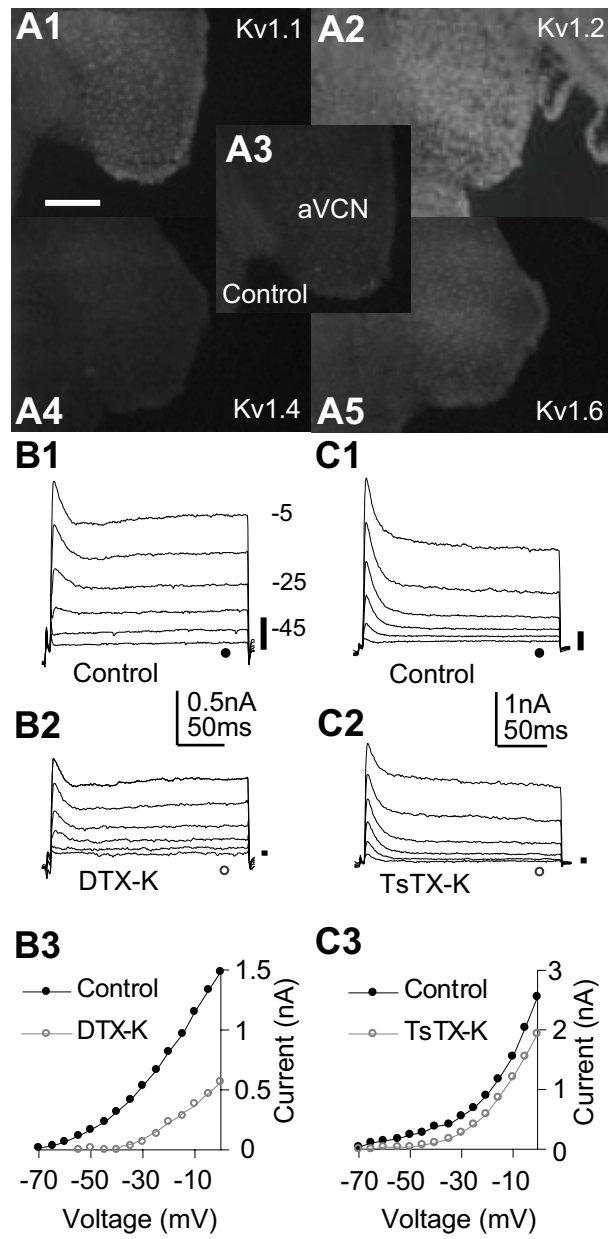 A1 Kv1.1
A2 Kv1.2
A3
aVCN
Control
A4 Kv1.4
A5 Kv1.6
B1
-5
-25
-45
Control
C1
Control
0.5nA
50ms
1nA
50ms
B2
DTX-K
C2
TsTX-K
B3
Control
DTX-K
1.5
1
0.5
0
Current (nA)
-70 -50 -30 -10
Voltage (mV)
C3
Control
TsTX-K
3
2
1
0
Current (nA)
-70 -50 -30 -10
Voltage (mV)